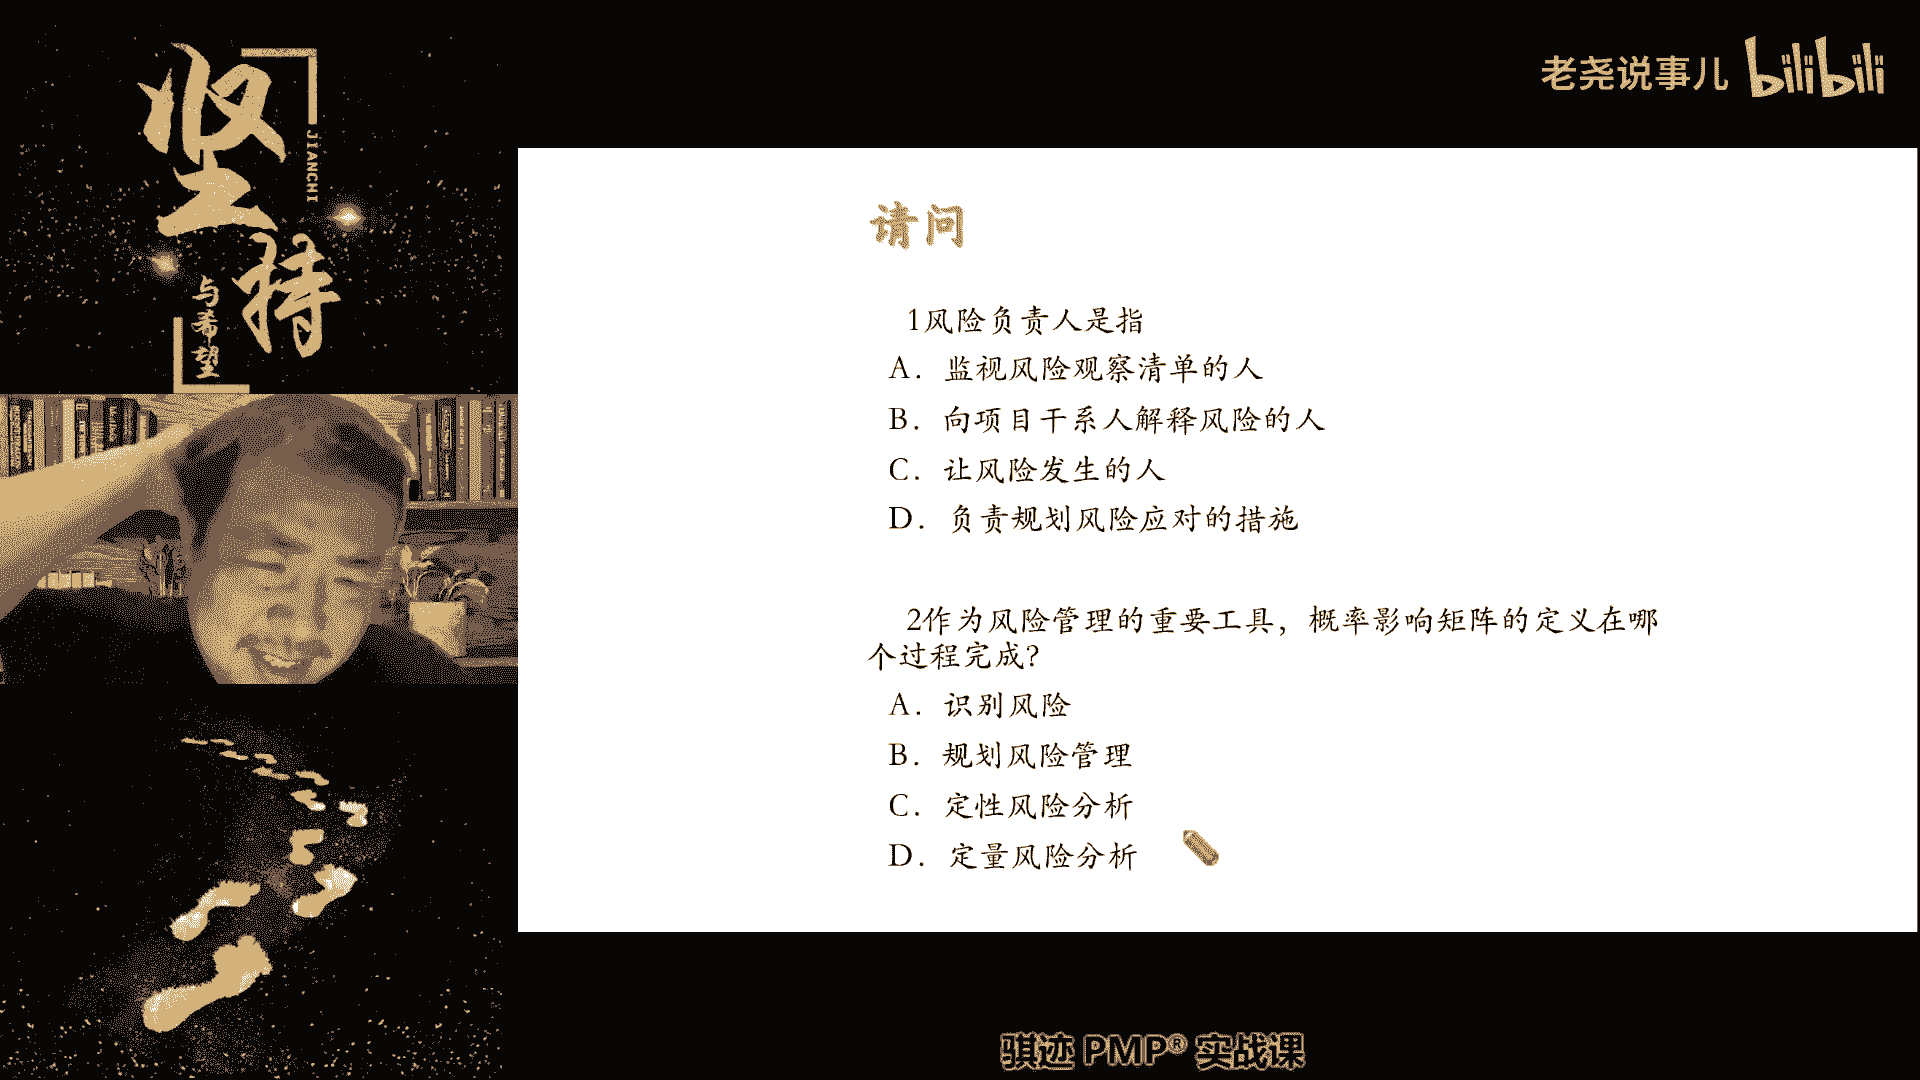 坚持
JIANCHI
与希望
老尧说事儿 bilibili
请问
1风险负责人是指
A. 监视风险观察清单的人
B. 向项目干系人解释风险的人
C. 让风险发生的人
D. 负责规划风险应对的措施
2作为风险管理的重要工具，概率影响矩阵的定义在哪
个过程完成?
A. 识别风险
B. 规划风险管理
C. 定性风险分析
D. 定量风险分析
骐迹 PMP® 实战课